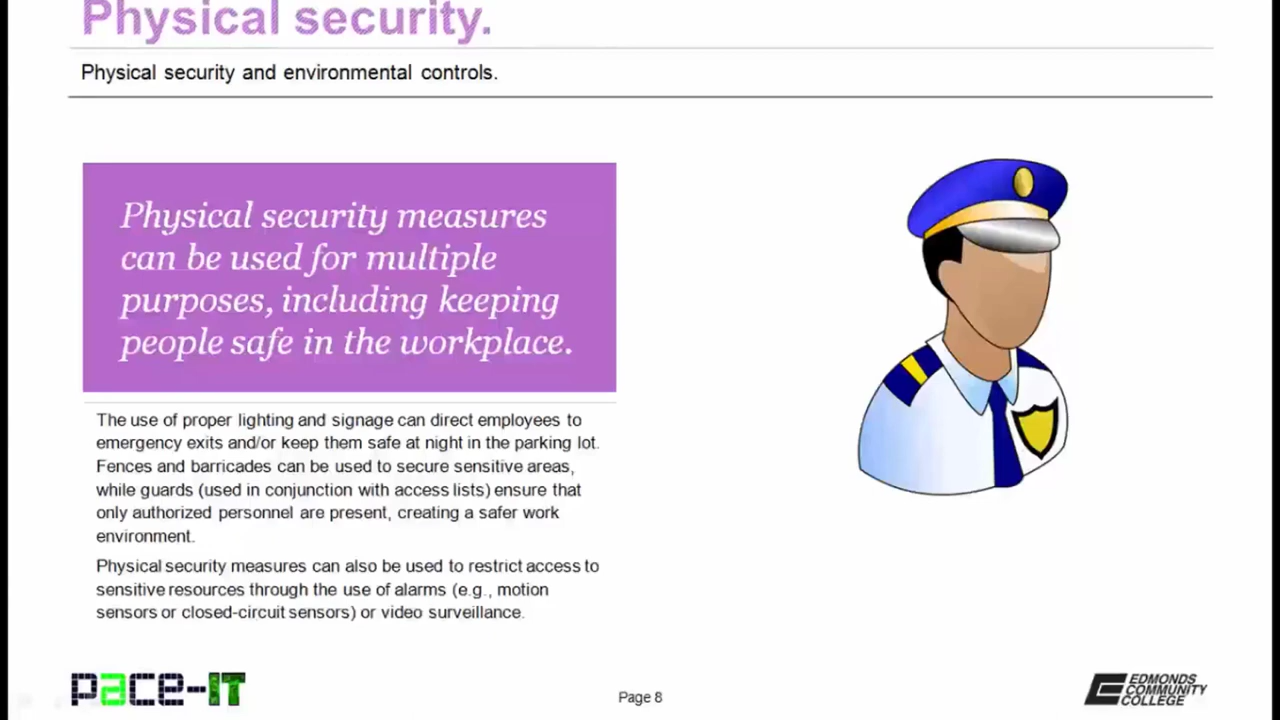 Physical security.
Physical security and environmental controls.
Physical security measures
can be used for multiple
purposes, including keeping
people safe in the workplace.
The use of proper lighting and signage can direct employees to
emergency exits and/or keep them safe at night in the parking lot.
Fences and barricades can be used to secure sensitive areas,
while guards (used in conjunction with access lists) ensure that
only authorized personnel are present, creating a safer work
environment.
Physical security measures can also be used to restrict access to
sensitive resources through the use of alarms (e.g., motion
sensors or closed-circuit sensors) or video surveillance.
pace-IT
Page 8
EDMONDS
COMMUNITY
COLLEGE